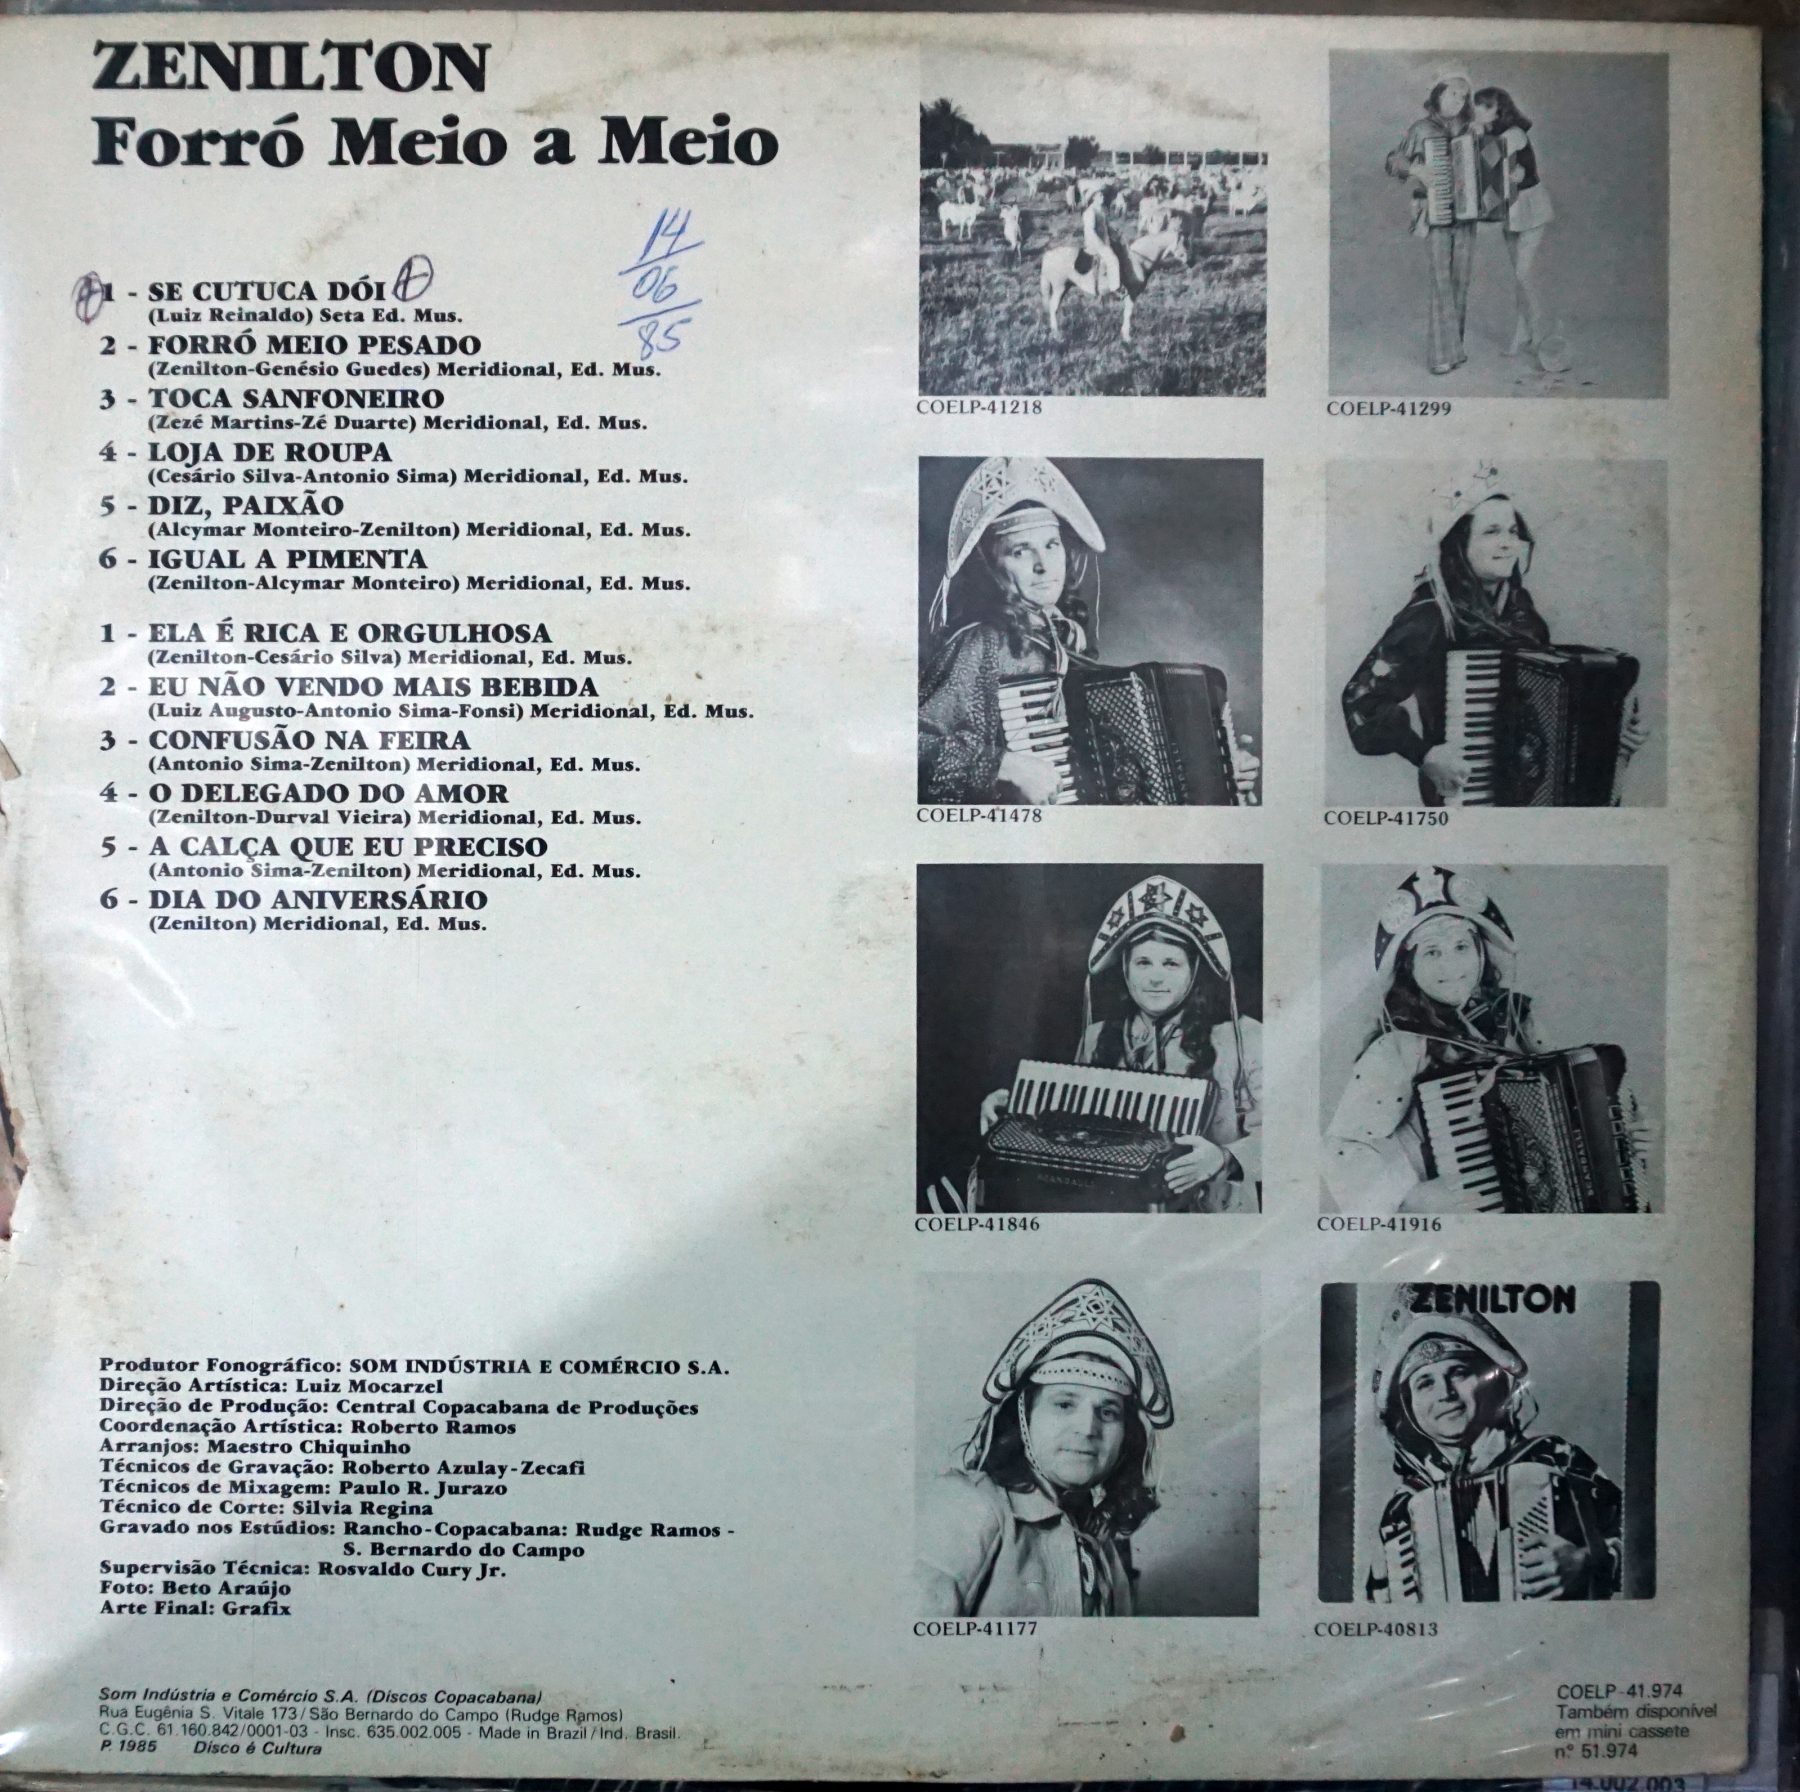 ZENILTON
Forró Meio a Meio
14
06
85
1 - SE CUTUCA DÓI
(Luiz Reinaldo) Seta Ed. Mus.
2 - FORRÓ MEIO PESADO
(Zenilton-Genésio Guedes) Meridional, Ed. Mus.
3 - TOCA SANFONEIRO
(Zezé Martins-Zé Duarte) Meridional, Ed. Mus.
4 - LOJA DE ROUPA
(Cesário Silva-Antonio Sima) Meridional, Ed. Mus.
5 - DIZ, PAIXÃO
(Alcymar Monteiro-Zenilton) Meridional, Ed. Mus.
6 - IGUAL A PIMENTA
(Zenilton-Alcymar Monteiro) Meridional, Ed. Mus.
1 - ELA É RICA E ORGULHOSA
(Zenilton-Cesário Silva) Meridional, Ed. Mus.
2 - EU NÃO VENDO MAIS BEBIDA
(Luiz Augusto-Antonio Sima-Fonsi) Meridional, Ed. Mus.
3 - CONFUSÃO NA FEIRA
(Antonio Sima-Zenilton) Meridional, Ed. Mus.
4 - O DELEGADO DO AMOR
(Zenilton-Durval Vieira) Meridional, Ed. Mus.
5 - A CALÇA QUE EU PRECISO
(Antonio Sima-Zenilton) Meridional, Ed. Mus.
6 - DIA DO ANIVERSÁRIO
(Zenilton) Meridional, Ed. Mus.
Produtor Fonográfico: SOM INDÚSTRIA E COMÉRCIO S.A.
Direção Artística: Luiz Mocarzel
Direção de Produção: Central Copacabana de Produções
Coordenação Artística: Roberto Ramos
Arranjos: Maestro Chiquinho
Técnicos de Gravação: Roberto Azulay-Zecafi
Técnicos de Mixagem: Paulo R. Jurazo
Técnico de Corte: Silvia Regina
Gravado nos Estúdios: Rancho-Copacabana: Rudge Ramos -
S. Bernardo do Campo
Supervisão Técnica: Rosvaldo Cury Jr.
Foto: Beto Araújo
Arte Final: Grafix
Som Indústria e Comércio S.A. (Discos Copacabana)
Rua Eugênia S. Vitale 173/São Bernardo do Campo (Rudge Ramos)
C.G.C. 61.160.842/0001-03 - Insc. 635.002.005 - Made in Brazil/Ind. Brasil.
P. 1985 Disco é Cultura
COELP-41218
COELP-41299
COELP-41478
COELP-41750
COELP-41846
COELP-41916
ZENILTON
COELP-41177
COELP-40813
COELP-41.974
Também disponível
em mini cassete
nº 51.974
14.002.003